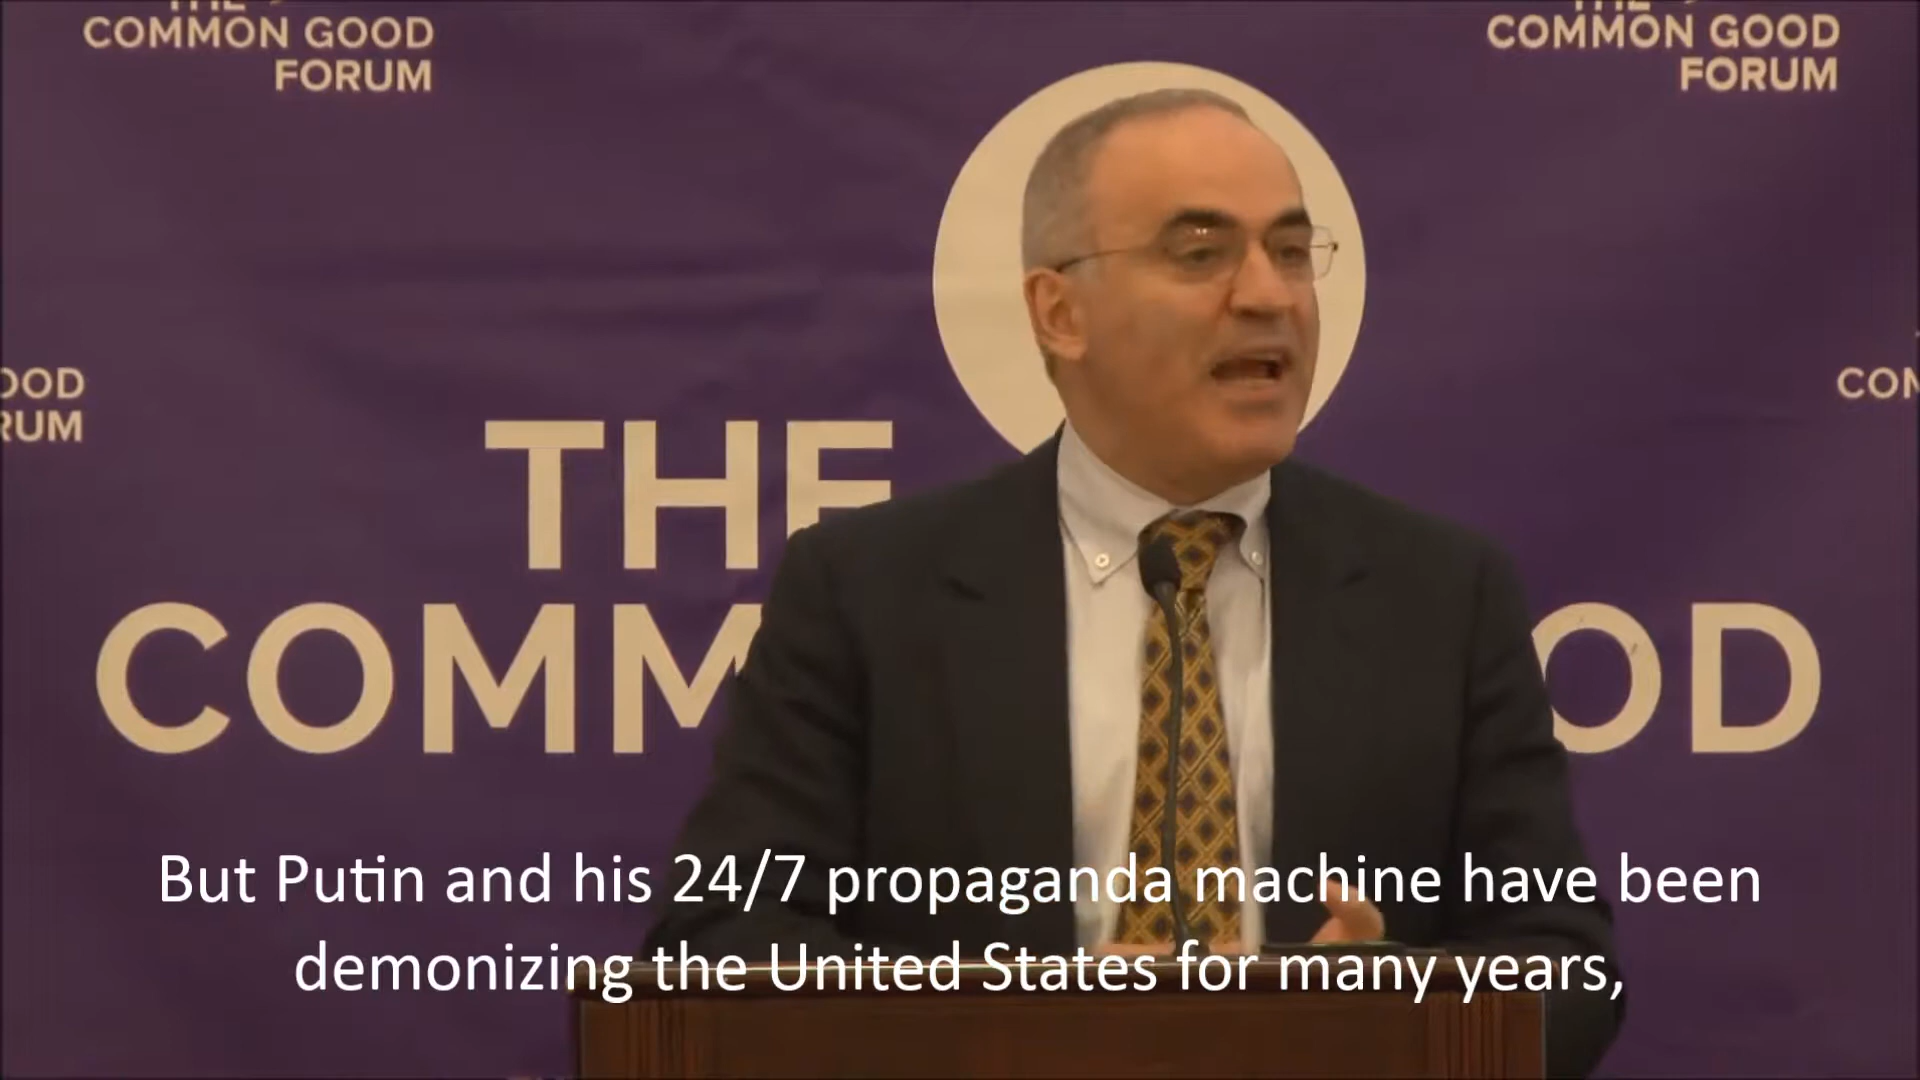 COMMON GOOD
FORUM
COMMON GOOD
FORUM
THE
COMM
OD
But Putin and his 24/7 propaganda machine have been
demonizing the United States for many years,